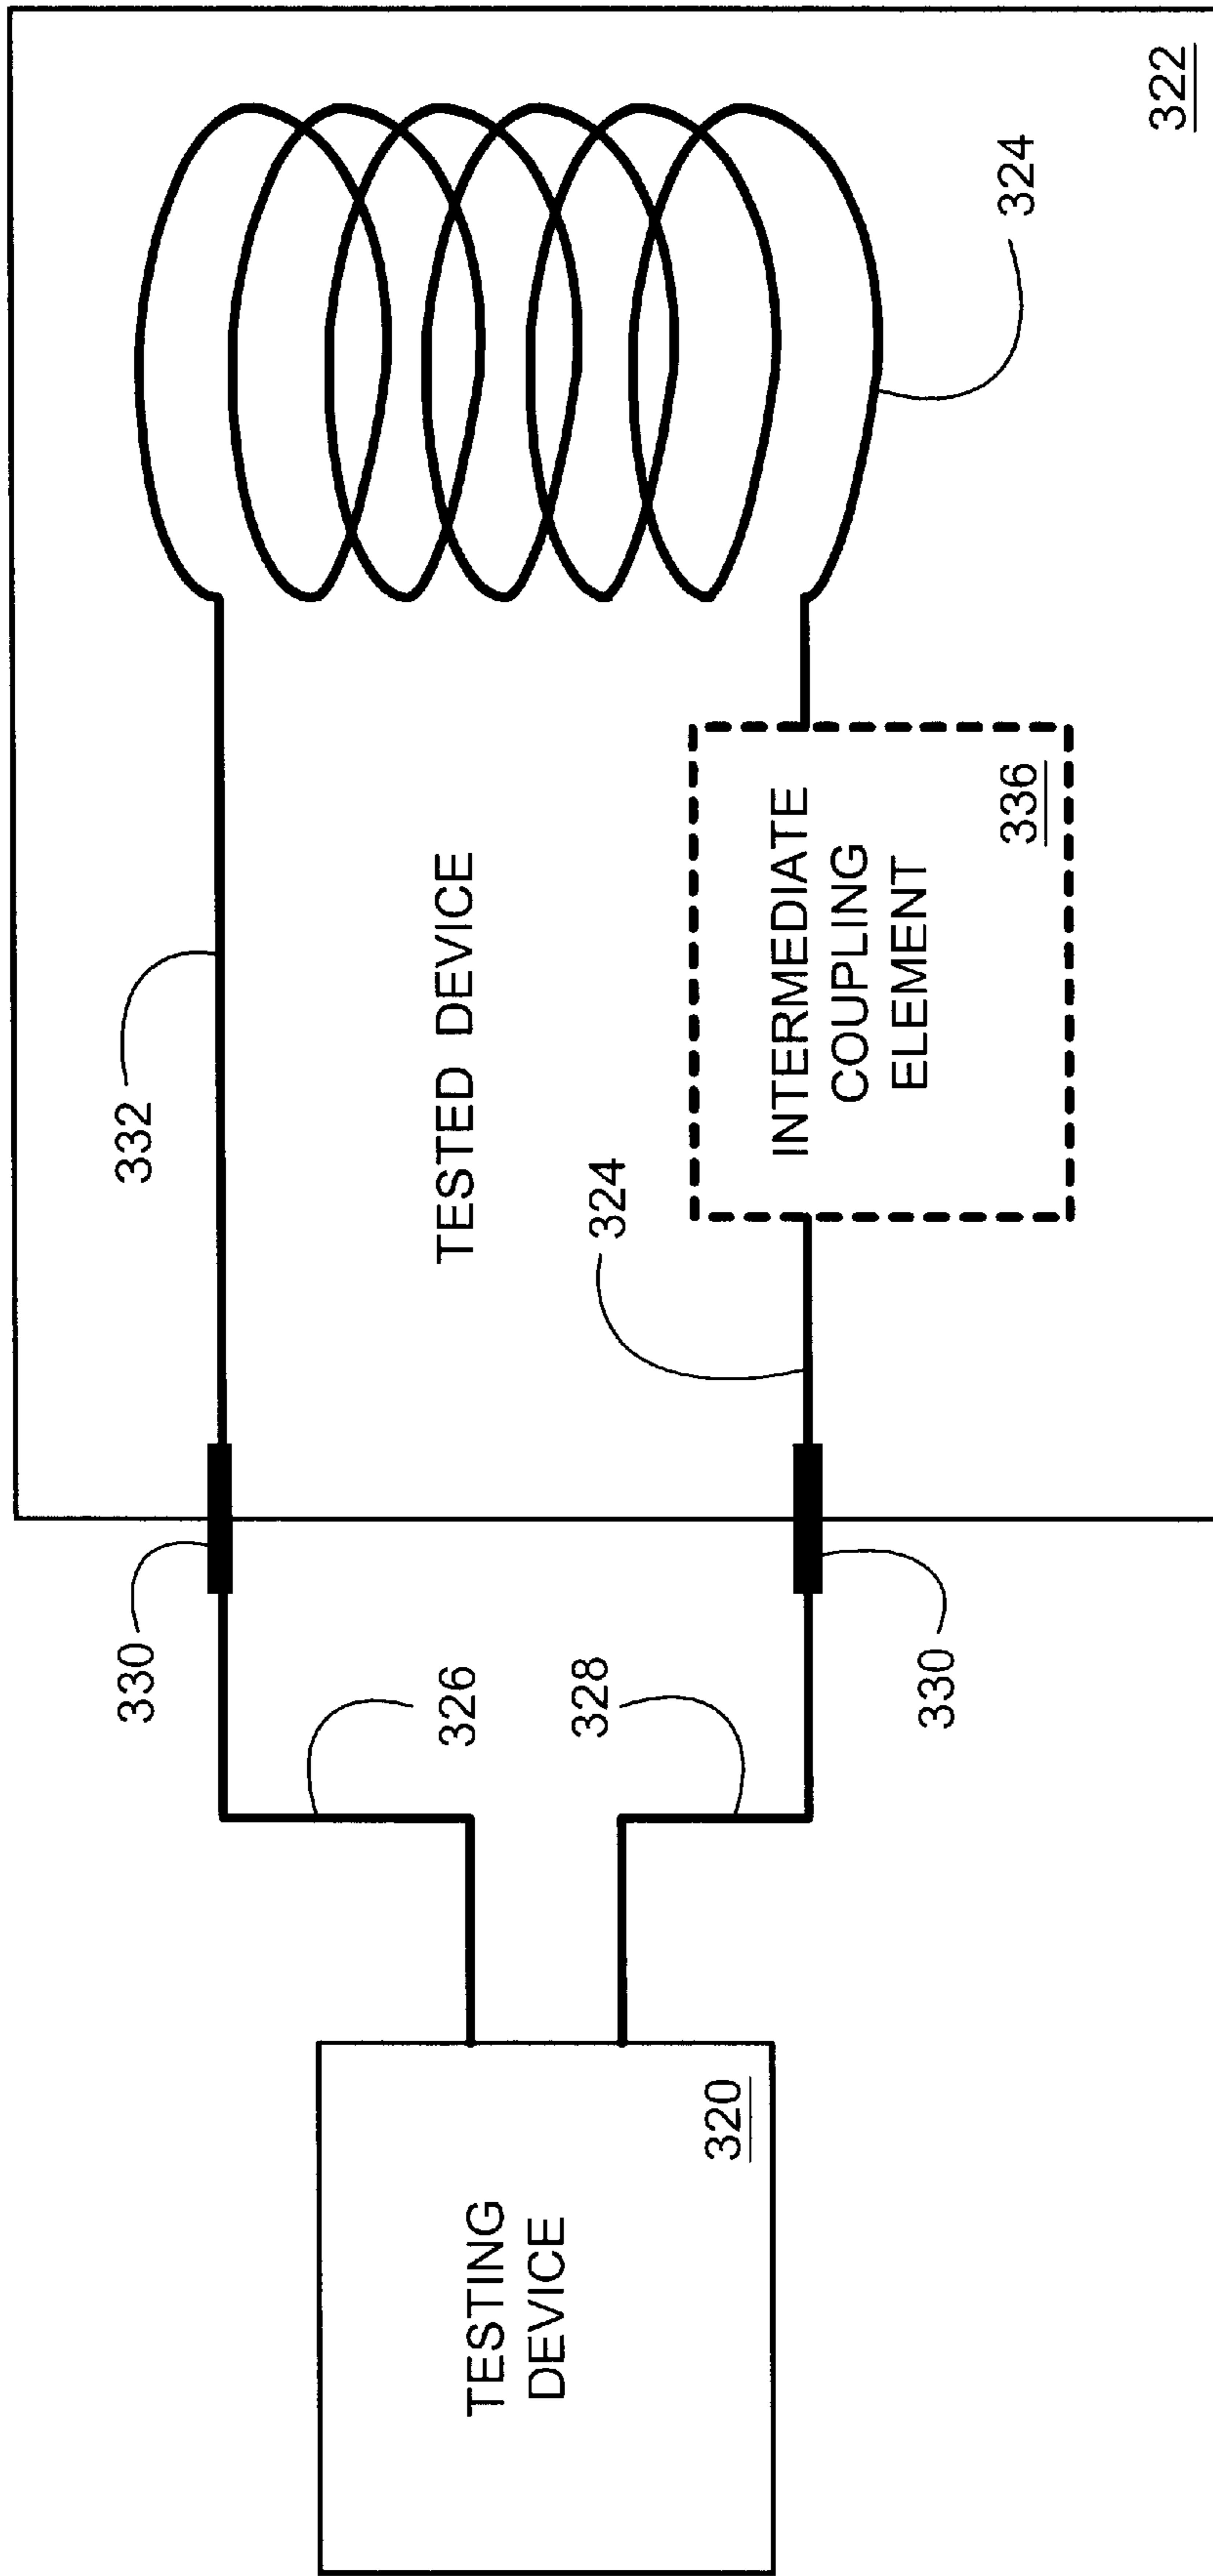 TESTING
DEVICE
320
326
328
330
330
332
324
TESTED DEVICE
INTERMEDIATE
COUPLING
ELEMENT
336
324
322